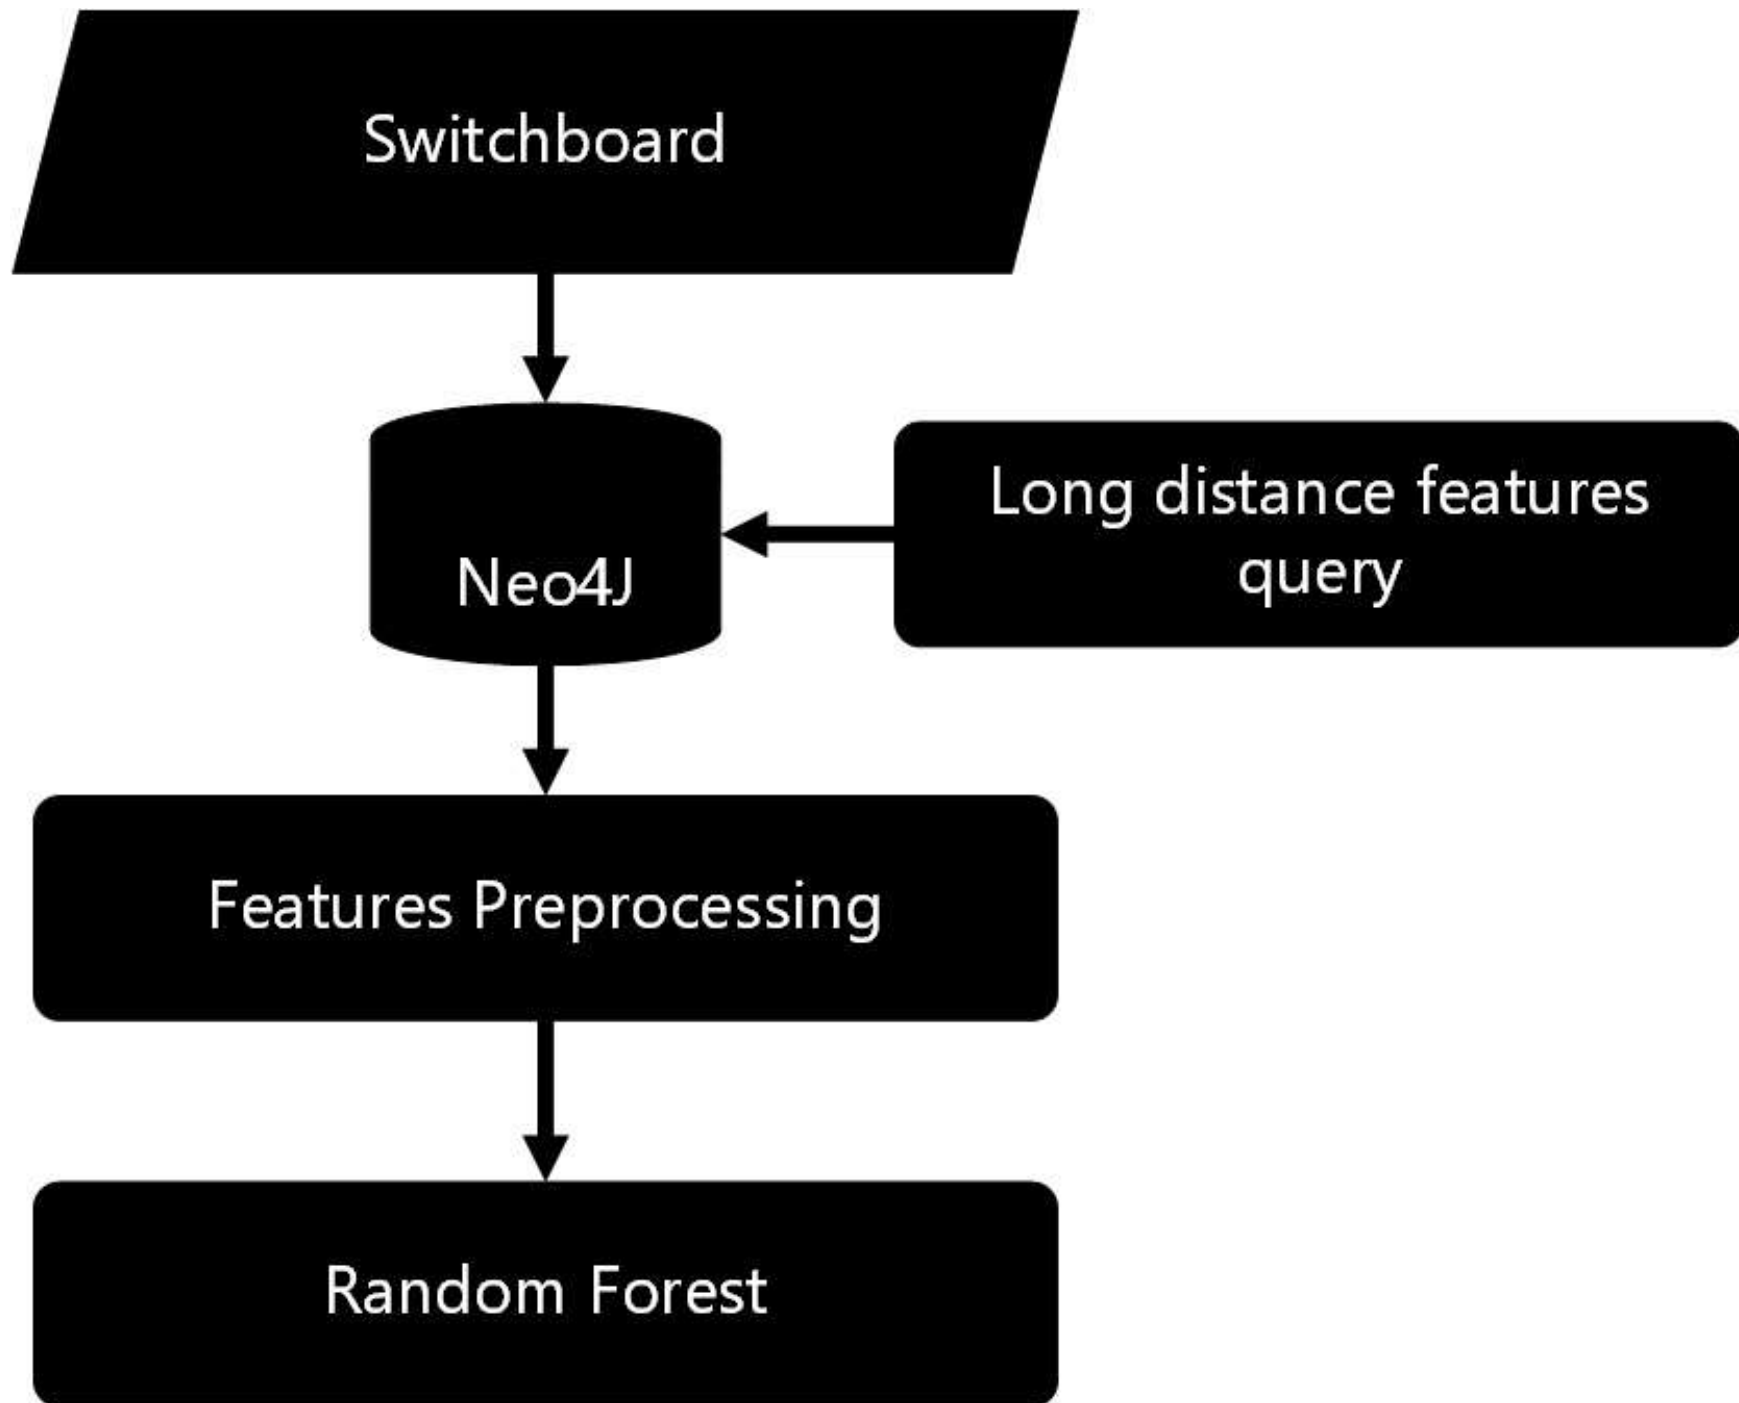 Switchboard
Neo4J
Long distance features
query
Features Preprocessing
Random Forest